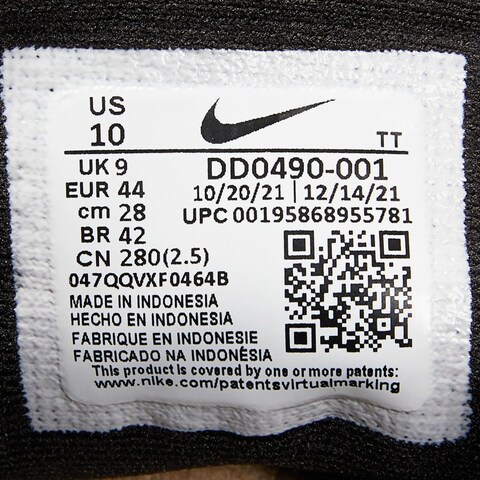 US
10
TT
UK 9
EUR 44
cm 28
BR 42
CN 280(2.5)
DD0490-001
10/20/21 | 12/14/21
UPC 00195868955781
047QQVXF0464B
MADE IN INDONESIA
HECHO EN INDONESIA
FABRIQUE EN INDONESIE
FABRICADO NA INDONÉSIA
This product is covered by one or more patents:
www.nike.com/patentsvirtualmarking